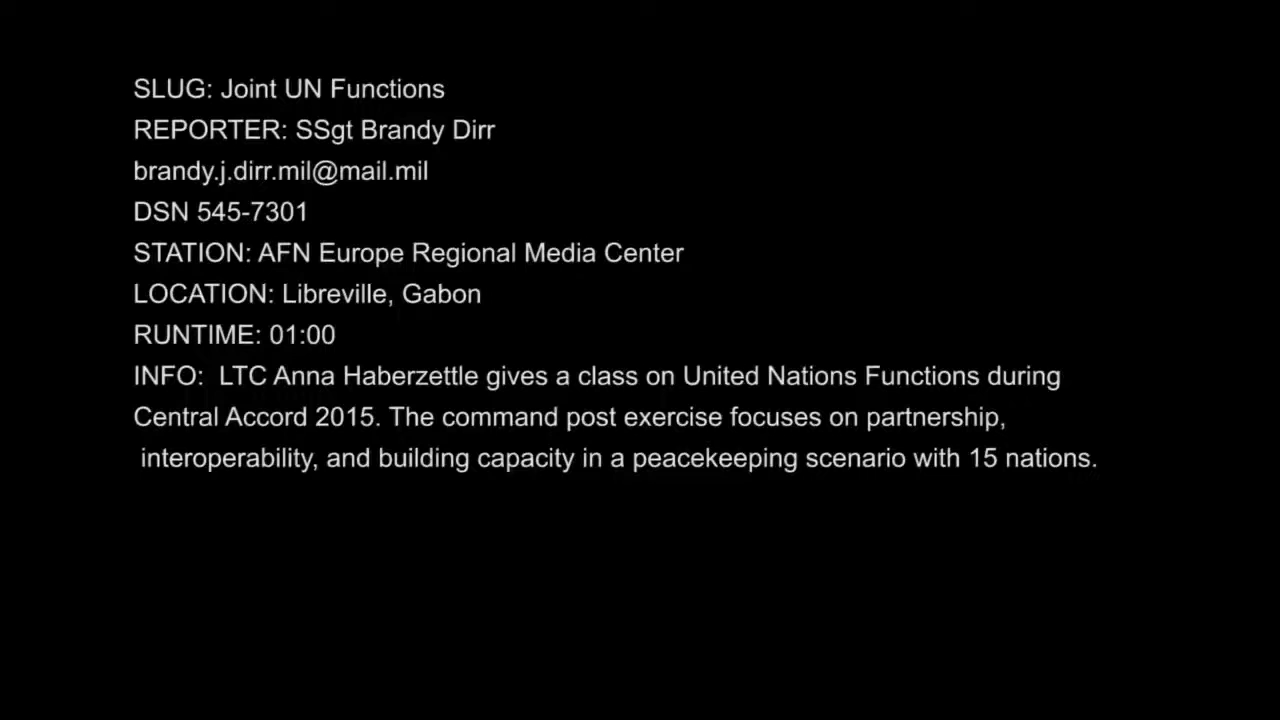 SLUG: Joint UN Functions
REPORTER: SSgt Brandy Dirr
brandy.j.dirr.mil@mail.mil
DSN 545-7301
STATION: AFN Europe Regional Media Center
LOCATION: Libreville, Gabon
RUNTIME: 01:00
INFO:  LTC Anna Haberzettle gives a class on United Nations Functions during
Central Accord 2015. The command post exercise focuses on partnership,
interoperability, and building capacity in a peacekeeping scenario with 15 nations.